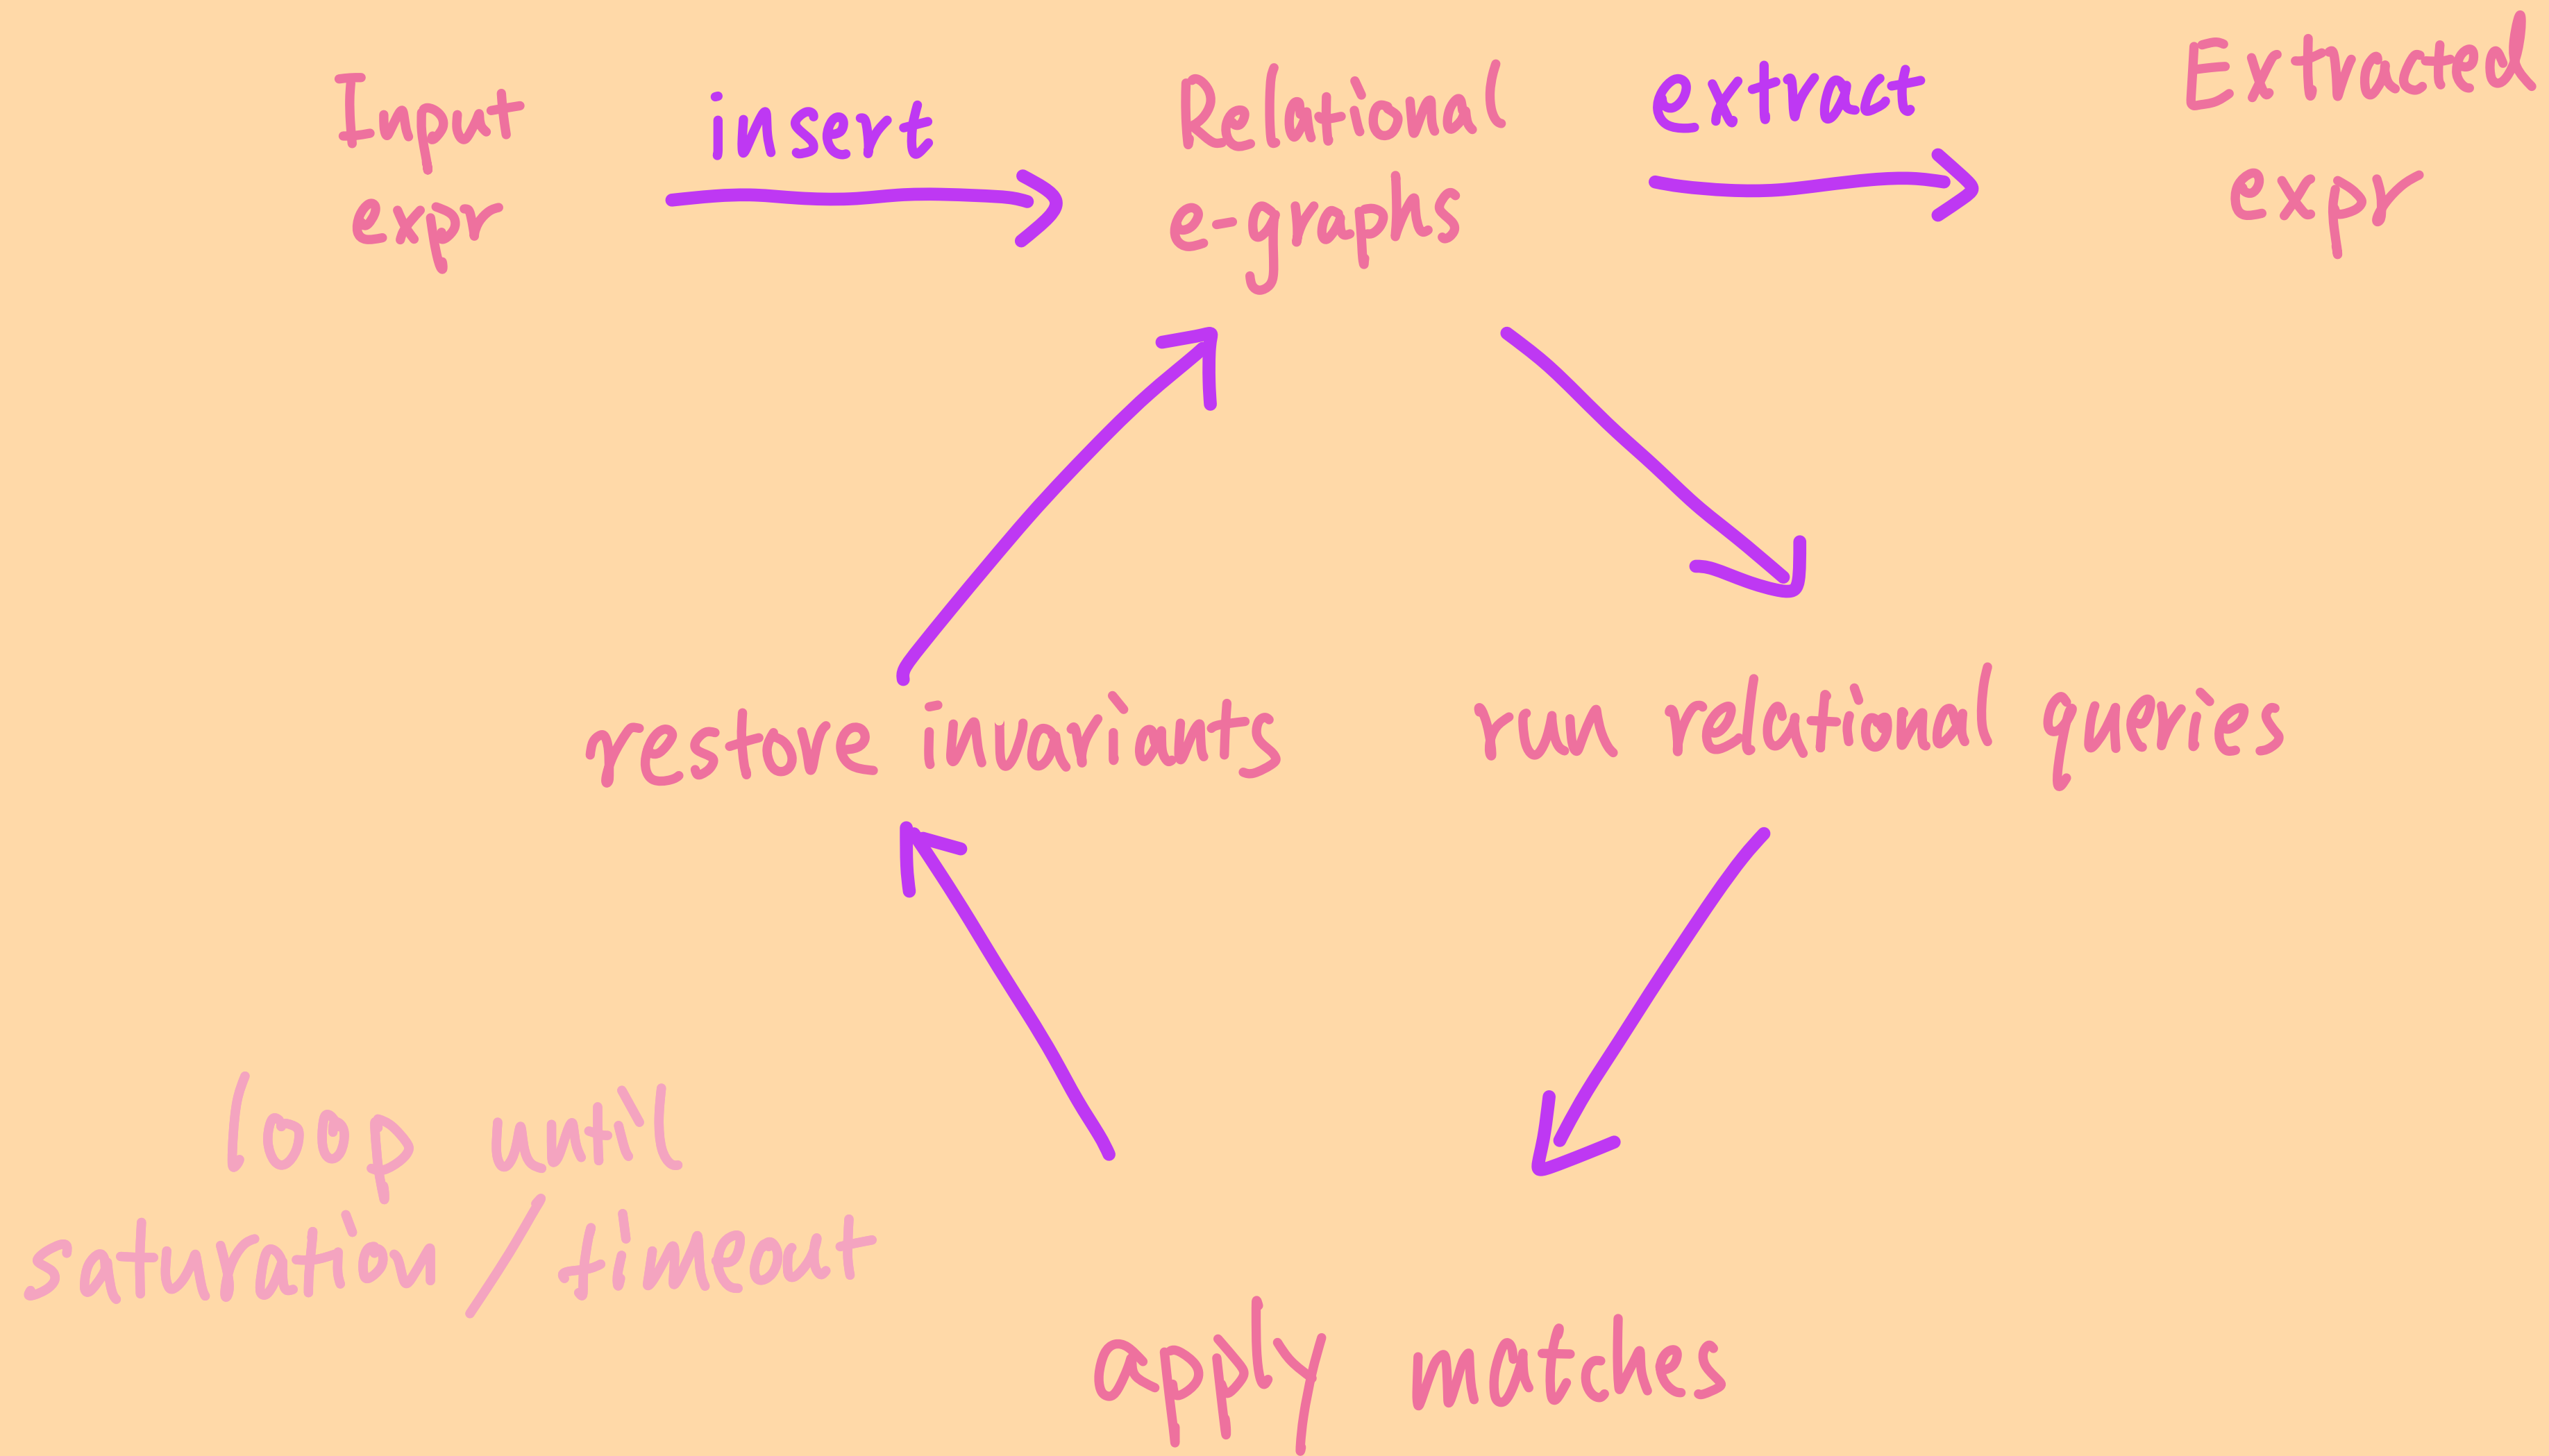 Input
expr
insert
Relational
e-graphs
extract
Extracted
expr
restore invariants
run relational queries
loop until
saturation/timeout
apply matches